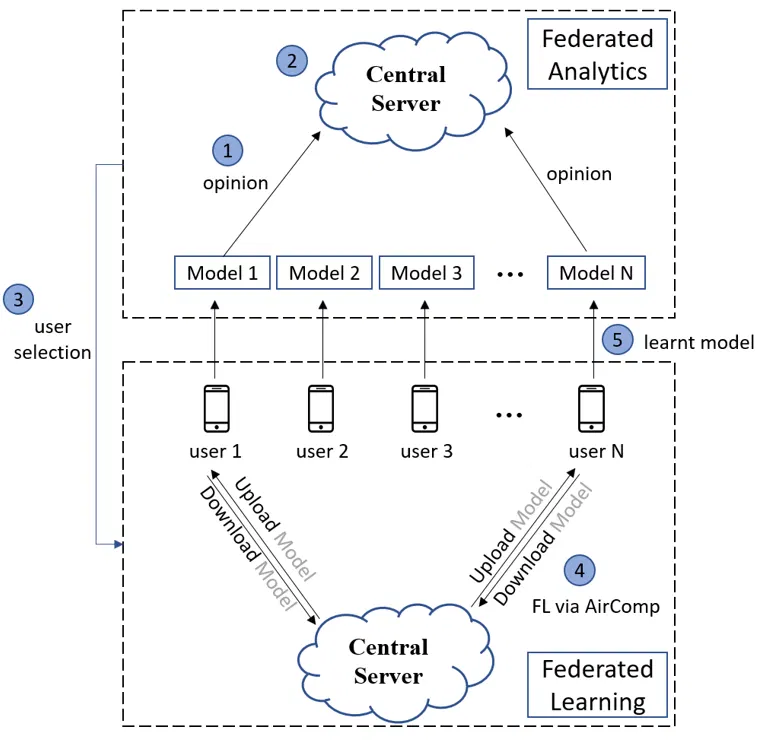 Federated
Analytics
2
Central
Server
1
opinion
opinion
Model 1
Model 2
Model 3
...
Model N
3
user
selection
5
learnt model
user 1
user 2
user 3
...
user N
Upload Model
Download Model
Upload Model
Download Model
4
FL via AirComp
Central
Server
Federated
Learning